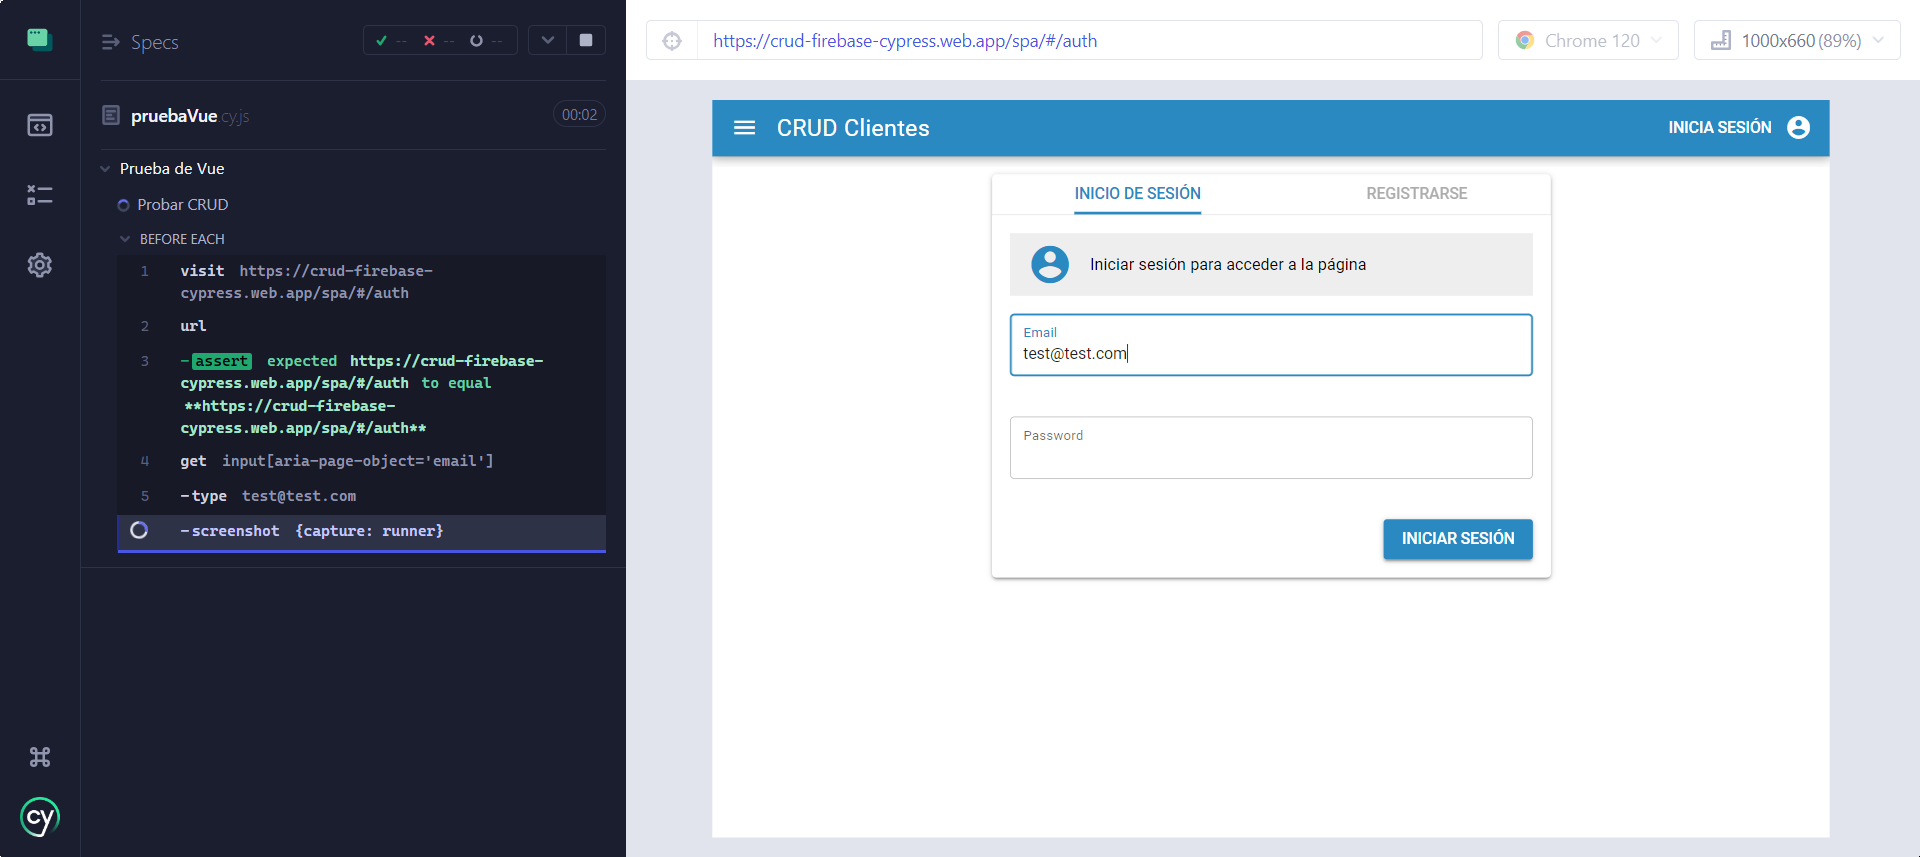 Specs
-- -- --
pruebaVue.cy.js
00:02
Prueba de Vue
Probar CRUD
BEFORE EACH
1 visit https://crud-firebase-
cypress.web.app/spa/#/auth
2 url
3 -assert expected https://crud-firebase-
cypress.web.app/spa/#/auth to equal
**https://crud-firebase-
cypress.web.app/spa/#/auth**
4 get input[aria-page-object='email']
5 -type test@test.com
-screenshot {capture: runner}
cy
https://crud-firebase-cypress.web.app/spa/#/auth
Chrome 120
1000x660 (89%)
CRUD Clientes
INICIA SESIÓN
INICIO DE SESIÓN
REGISTRARSE
Iniciar sesión para acceder a la página
Email
test@test.com
Password
INICIAR SESIÓN